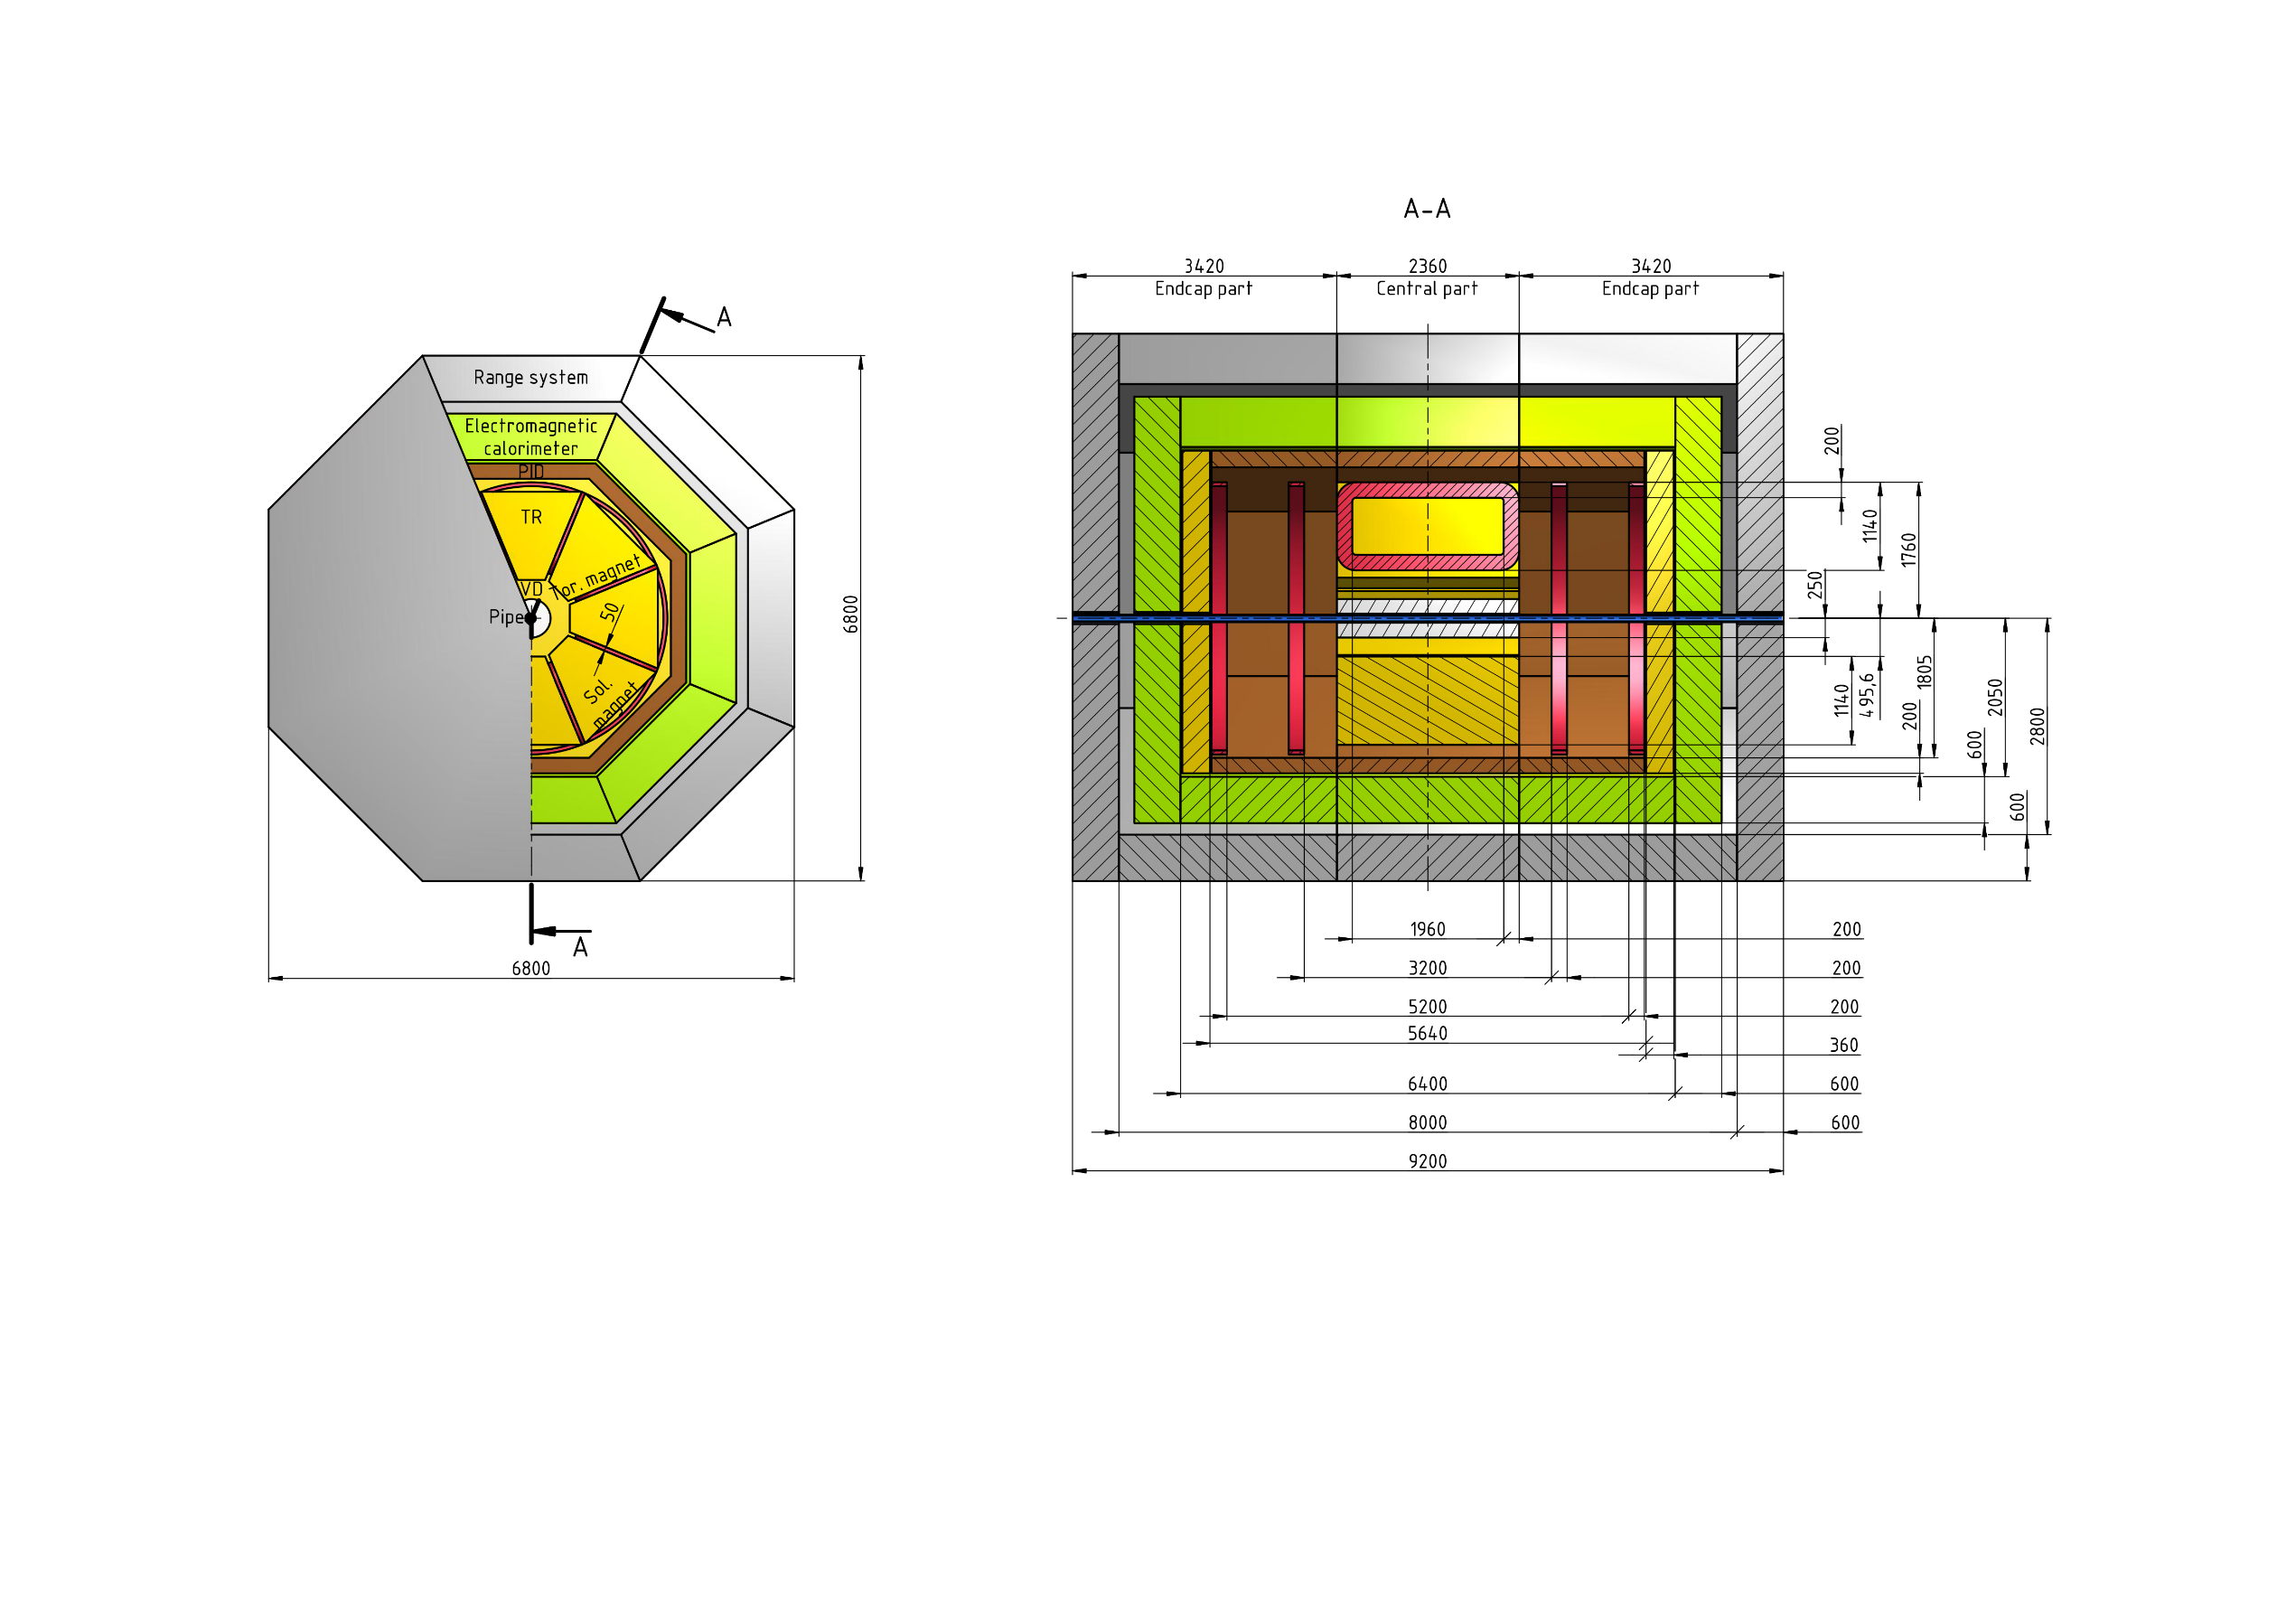 A-A
3420
2360
3420
Endcap part
Central part
Endcap part
A
Range system
Electromagnetic
calorimeter
PID
TR
VD
Tor. magnet
Pipe
50
Sol.
magnet
6800
A
6800
200
1140
1760
250
1140
495,6
1805
200
2050
600
2800
600
1960
200
3200
200
5200
200
5640
360
6400
600
8000
600
9200